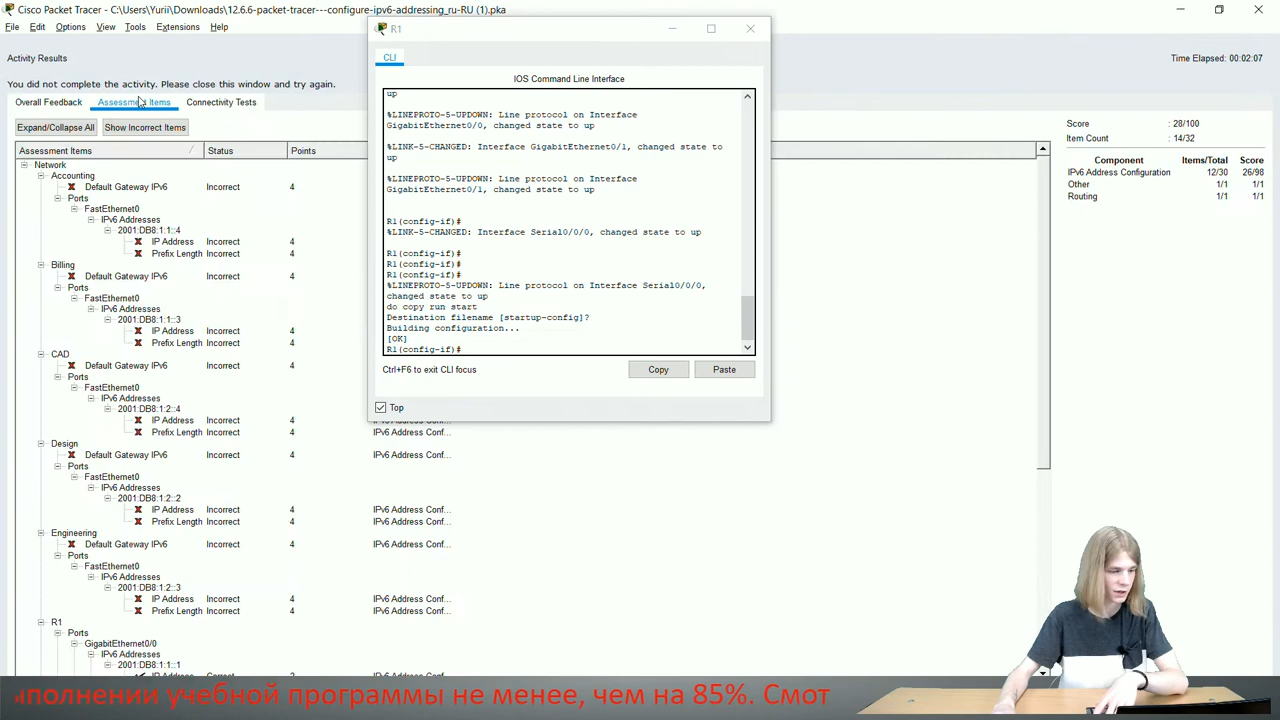 Cisco Packet Tracer - C:\Users\Yurii\Downloads\12.6.6-packet-tracer---configure-ipv6-addressing_ru-RU (1).pka
File Edit Options View Tools Extensions Help
Activity Results
Time Elapsed: 00:02:07
You did not complete the activity. Please close this window and try again.
Overall Feedback Assessment Items Connectivity Tests
Expand/Collapse All Show Incorrect Items
Assessment Items Status Points
Network
Accounting
Default Gateway IPv6 Incorrect 4
Ports
FastEthernet0
IPv6 Addresses
2001:DB8:1:1::4
IP Address Incorrect 4
Prefix Length Incorrect 4
Billing
Default Gateway IPv6 Incorrect 4
Ports
FastEthernet0
IPv6 Addresses
2001:DB8:1:1::3
IP Address Incorrect 4
Prefix Length Incorrect 4
CAD
Default Gateway IPv6 Incorrect 4
Ports
FastEthernet0
IPv6 Addresses
2001:DB8:1:2::4
IP Address Incorrect 4
Prefix Length Incorrect 4 IPv6 Address Conf...
Design
Default Gateway IPv6 Incorrect 4 IPv6 Address Conf...
Ports
FastEthernet0
IPv6 Addresses
2001:DB8:1:2::2
IP Address Incorrect 4 IPv6 Address Conf...
Prefix Length Incorrect 4 IPv6 Address Conf...
Engineering
Default Gateway IPv6 Incorrect 4 IPv6 Address Conf...
Ports
FastEthernet0
IPv6 Addresses
2001:DB8:1:2::3
IP Address Incorrect 4 IPv6 Address Conf...
Prefix Length Incorrect 4 IPv6 Address Conf...
R1
Ports
GigabitEthernet0/0
IPv6 Addresses
2001:DB8:1:1::1
R1
CLI
IOS Command Line Interface
up
%LINEPROTO-5-UPDOWN: Line protocol on Interface
GigabitEthernet0/0, changed state to up
%LINK-5-CHANGED: Interface GigabitEthernet0/1, changed state to
up
%LINEPROTO-5-UPDOWN: Line protocol on Interface
GigabitEthernet0/1, changed state to up
R1(config-if)#
%LINK-5-CHANGED: Interface Serial0/0/0, changed state to up
R1(config-if)#
R1(config-if)#
R1(config-if)#
%LINEPROTO-5-UPDOWN: Line protocol on Interface Serial0/0/0,
changed state to up
do copy run start
Destination filename [startup-config]?
Building configuration...
[OK]
R1(config-if)#
Ctrl+F6 to exit CLI focus
Copy Paste
Top
Score : 28/100
Item Count : 14/32
Component Items/Total Score
IPv6 Address Configuration 12/30 26/98
Other 1/1 1/1
Routing 1/1 1/1
ыполнении учебной программы не менее, чем на 85%. Смот